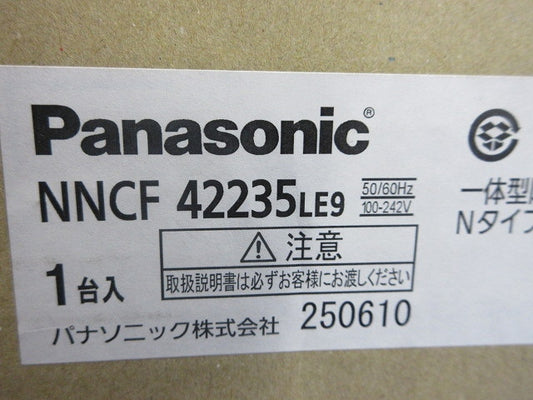 Panasonic®
NNCF 42235LE9
50/60Hz
100-242V
一体型
Nタイプ
⚠注意
取扱説明書は必ずお客様にお渡しください
1台入
パナソニック株式会社 250610